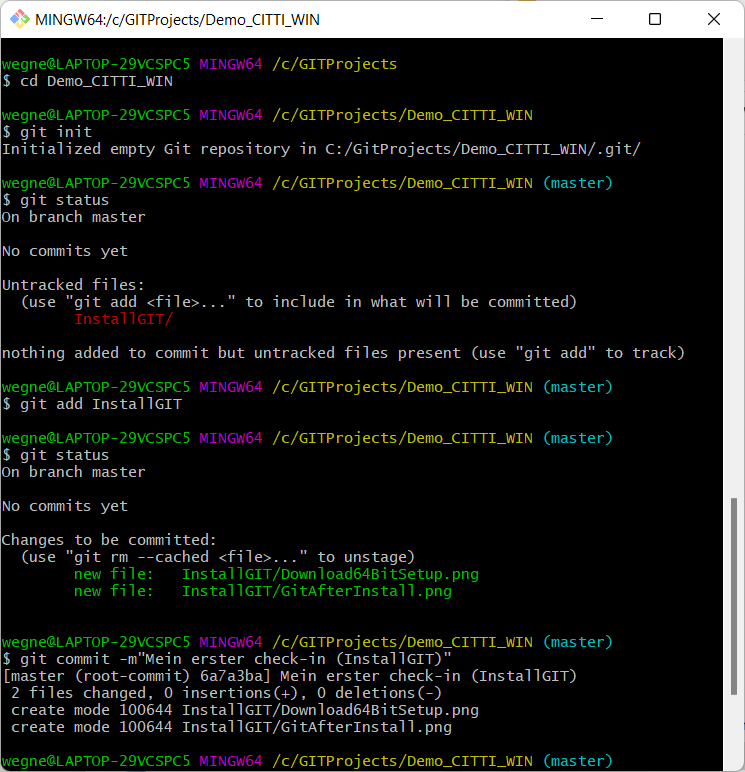 MINGW64:/c/GITProjects/Demo_CITTI_WIN
wegne@LAPTOP-29VCSPC5 MINGW64 /c/GITProjects
$ cd Demo_CITTI_WIN
wegne@LAPTOP-29VCSPC5 MINGW64 /c/GITProjects/Demo_CITTI_WIN
$ git init
Initialized empty Git repository in C:/GitProjects/Demo_CITTI_WIN/.git/
wegne@LAPTOP-29VCSPC5 MINGW64 /c/GITProjects/Demo_CITTI_WIN (master)
$ git status
On branch master
No commits yet
Untracked files:
  (use "git add <file>..." to include in what will be committed)
        InstallGIT/
nothing added to commit but untracked files present (use "git add" to track)
wegne@LAPTOP-29VCSPC5 MINGW64 /c/GITProjects/Demo_CITTI_WIN (master)
$ git add InstallGIT
wegne@LAPTOP-29VCSPC5 MINGW64 /c/GITProjects/Demo_CITTI_WIN (master)
$ git status
On branch master
No commits yet
Changes to be committed:
  (use "git rm --cached <file>..." to unstage)
        new file:   InstallGIT/Download64BitSetup.png
        new file:   InstallGIT/GitAfterInstall.png
wegne@LAPTOP-29VCSPC5 MINGW64 /c/GITProjects/Demo_CITTI_WIN (master)
$ git commit -m"Mein erster check-in (InstallGIT)"
[master (root-commit) 6a7a3ba] Mein erster check-in (InstallGIT)
 2 files changed, 0 insertions(+), 0 deletions(-)
 create mode 100644 InstallGIT/Download64BitSetup.png
 create mode 100644 InstallGIT/GitAfterInstall.png
wegne@LAPTOP-29VCSPC5 MINGW64 /c/GITProjects/Demo_CITTI_WIN (master)